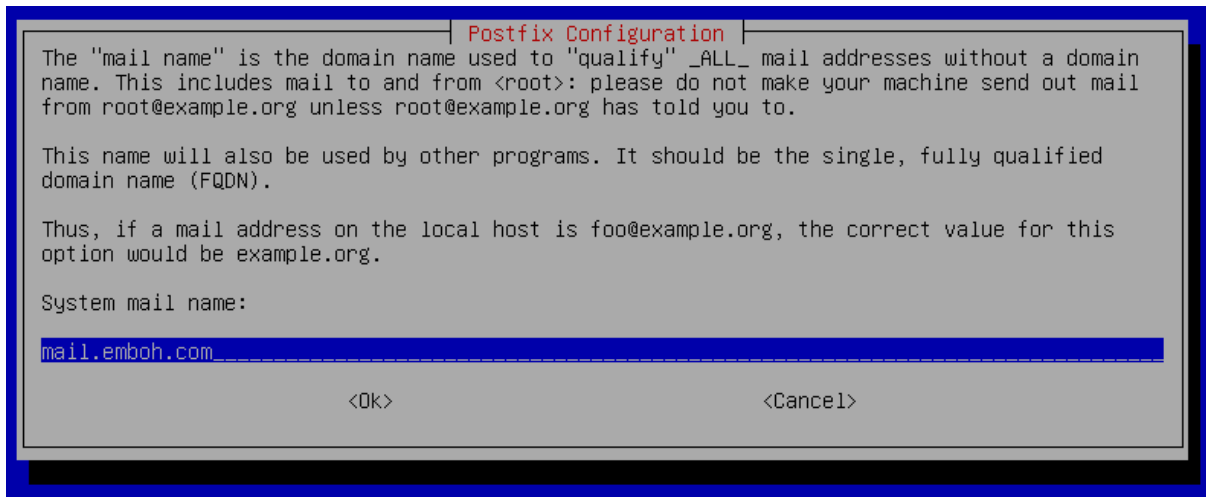 Postfix Configuration
The "mail name" is the domain name used to "qualify" _ALL_ mail addresses without a domain
name. This includes mail to and from <root>: please do not make your machine send out mail
from root@example.org unless root@example.org has told you to.
This name will also be used by other programs. It should be the single, fully qualified
domain name (FQDN).
Thus, if a mail address on the local host is foo@example.org, the correct value for this
option would be example.org.
System mail name:
mail.emboh.com
<Ok> <Cancel>